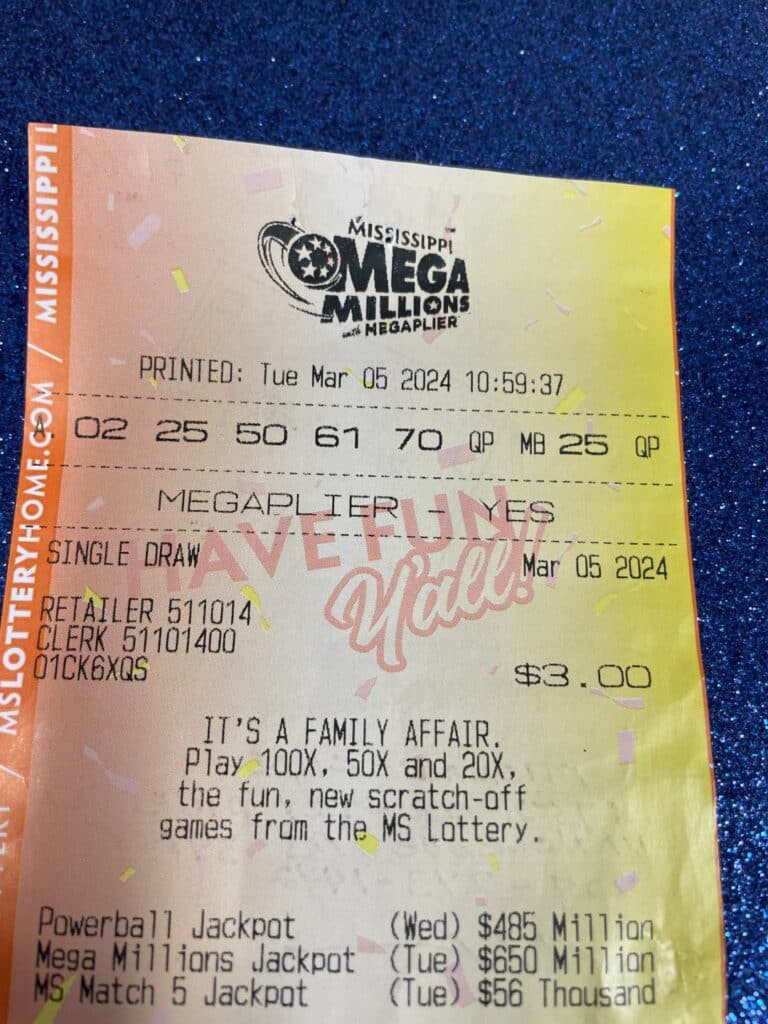 MISSISSIPPI
MEGA
MILLIONS
with MEGAPLIER
PRINTED: Tue Mar 05 2024 10:59:37
A. 02 25 50 61 70 QP MB 25 QP
MEGAPLIER - YES
HAVE FUN
Y'all!
SINGLE DRAW Mar 05 2024
RETAILER 511014
CLERK 51101400
01CK6XQS
$3.00
IT'S A FAMILY AFFAIR.
Play 100X, 50X and 20X,
the fun, new scratch-off
games from the MS Lottery.
Powerball Jackpot (Wed) $485 Million
Mega Millions Jackpot (Tue) $650 Million
MS Match 5 Jackpot (Tue) $56 Thousand
/ MSLOTTERYHOME.COM / MISSISSIPPI L